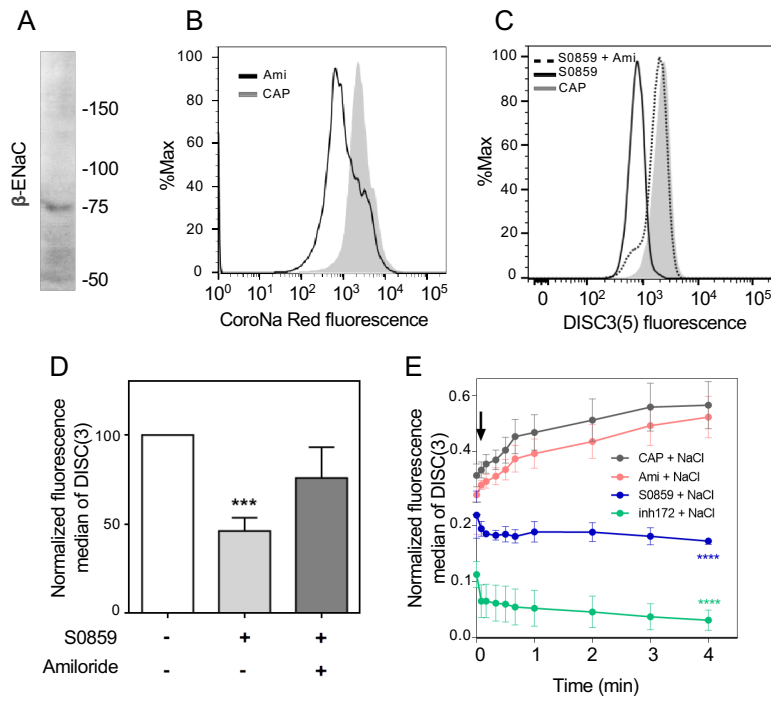 A
β-ENaC
-150
-100
-75
-50
B
%Max
100
80
60
40
20
0
Ami
CAP
10⁰ 10¹ 10² 10³ 10⁴ 10⁵
CoroNa Red fluorescence
C
%Max
100
80
60
40
20
0
S0859 + Ami
S0859
CAP
0 10² 10³ 10⁴ 10⁵
DISC3(5) fluorescence
D
Normalized fluorescence
median of DISC(3)
100
50
0
***
S0859 - + +
Amiloride - - +
E
Normalized fluorescence
median of DISC(3)
0.6
0.4
0.2
0.1
0.0
CAP + NaCl
Ami + NaCl
S0859 + NaCl
inh172 + NaCl
****
****
0 1 2 3 4
Time (min)